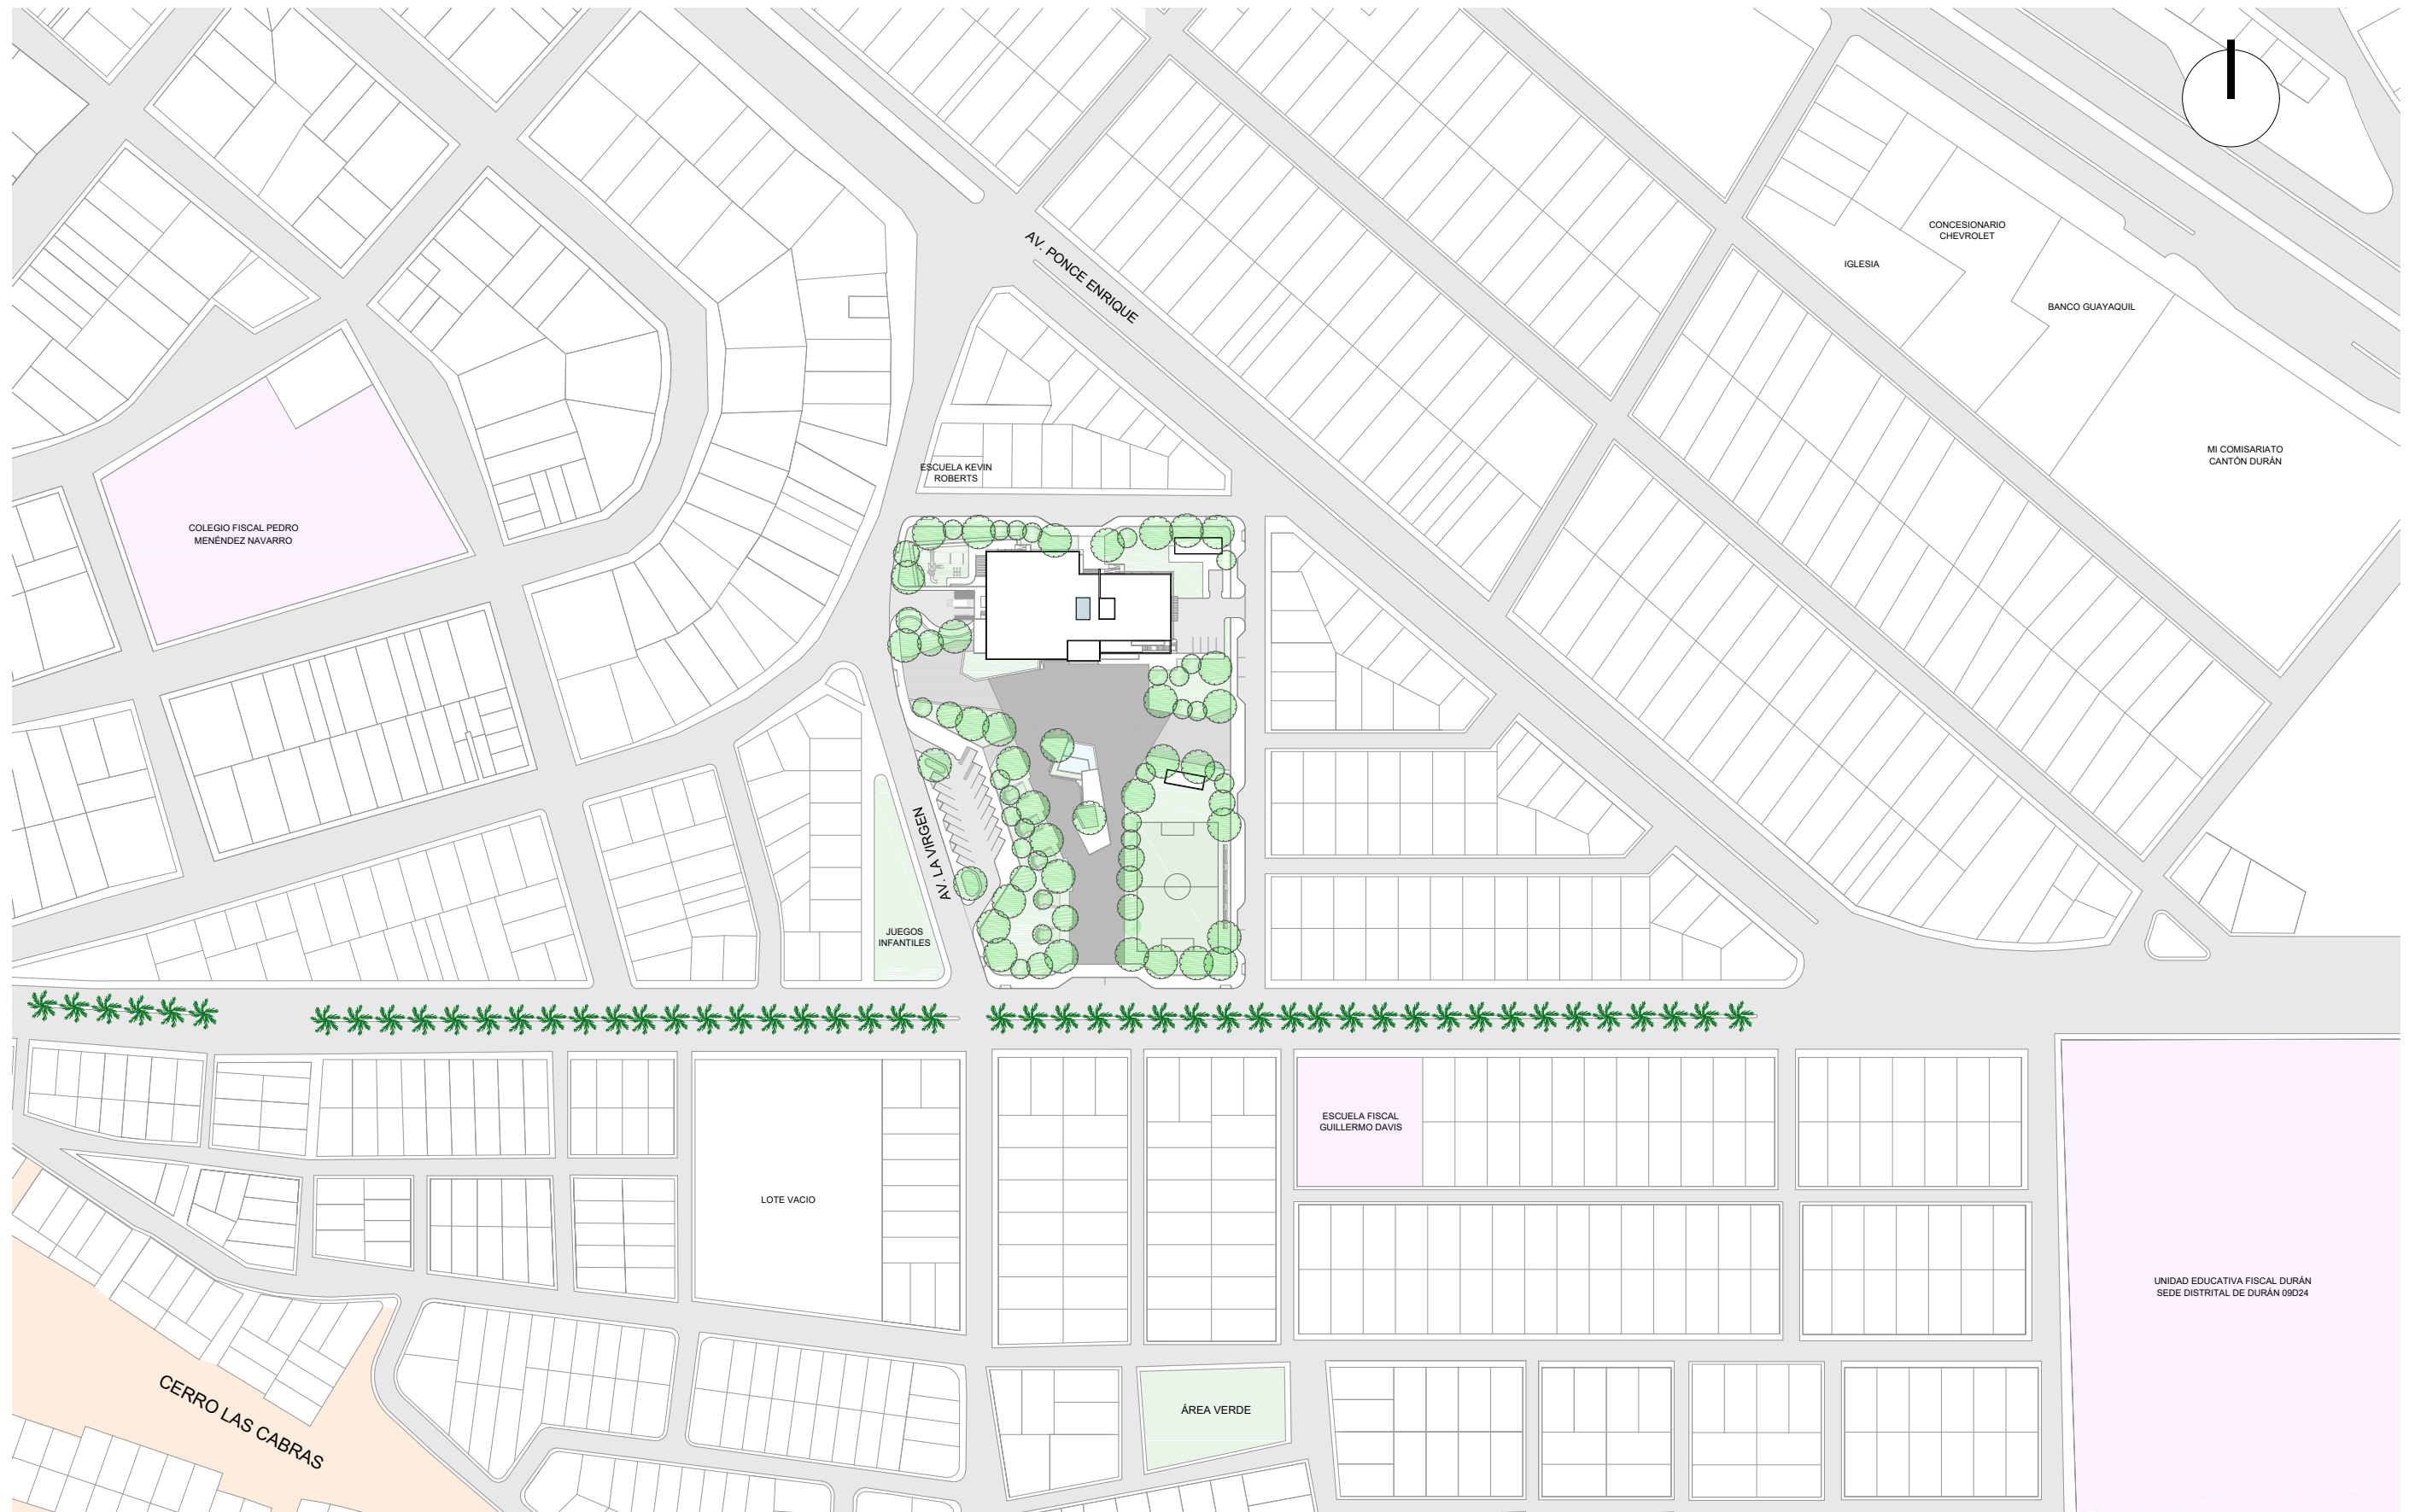 AV. PONCE ENRIQUE
CONCESIONARIO
CHEVROLET
IGLESIA
BANCO GUAYAQUIL
MI COMISARIATO
CANTÓN DURÁN
ESCUELA KEVIN
ROBERTS
COLEGIO FISCAL PEDRO
MENÉNDEZ NAVARRO
AV. LA VIRGEN
JUEGOS
INFANTILES
ESCUELA FISCAL
GUILLERMO DAVIS
LOTE VACIO
UNIDAD EDUCATIVA FISCAL DURÁN
SEDE DISTRITAL DE DURÁN 09D24
CERRO LAS CABRAS
ÁREA VERDE